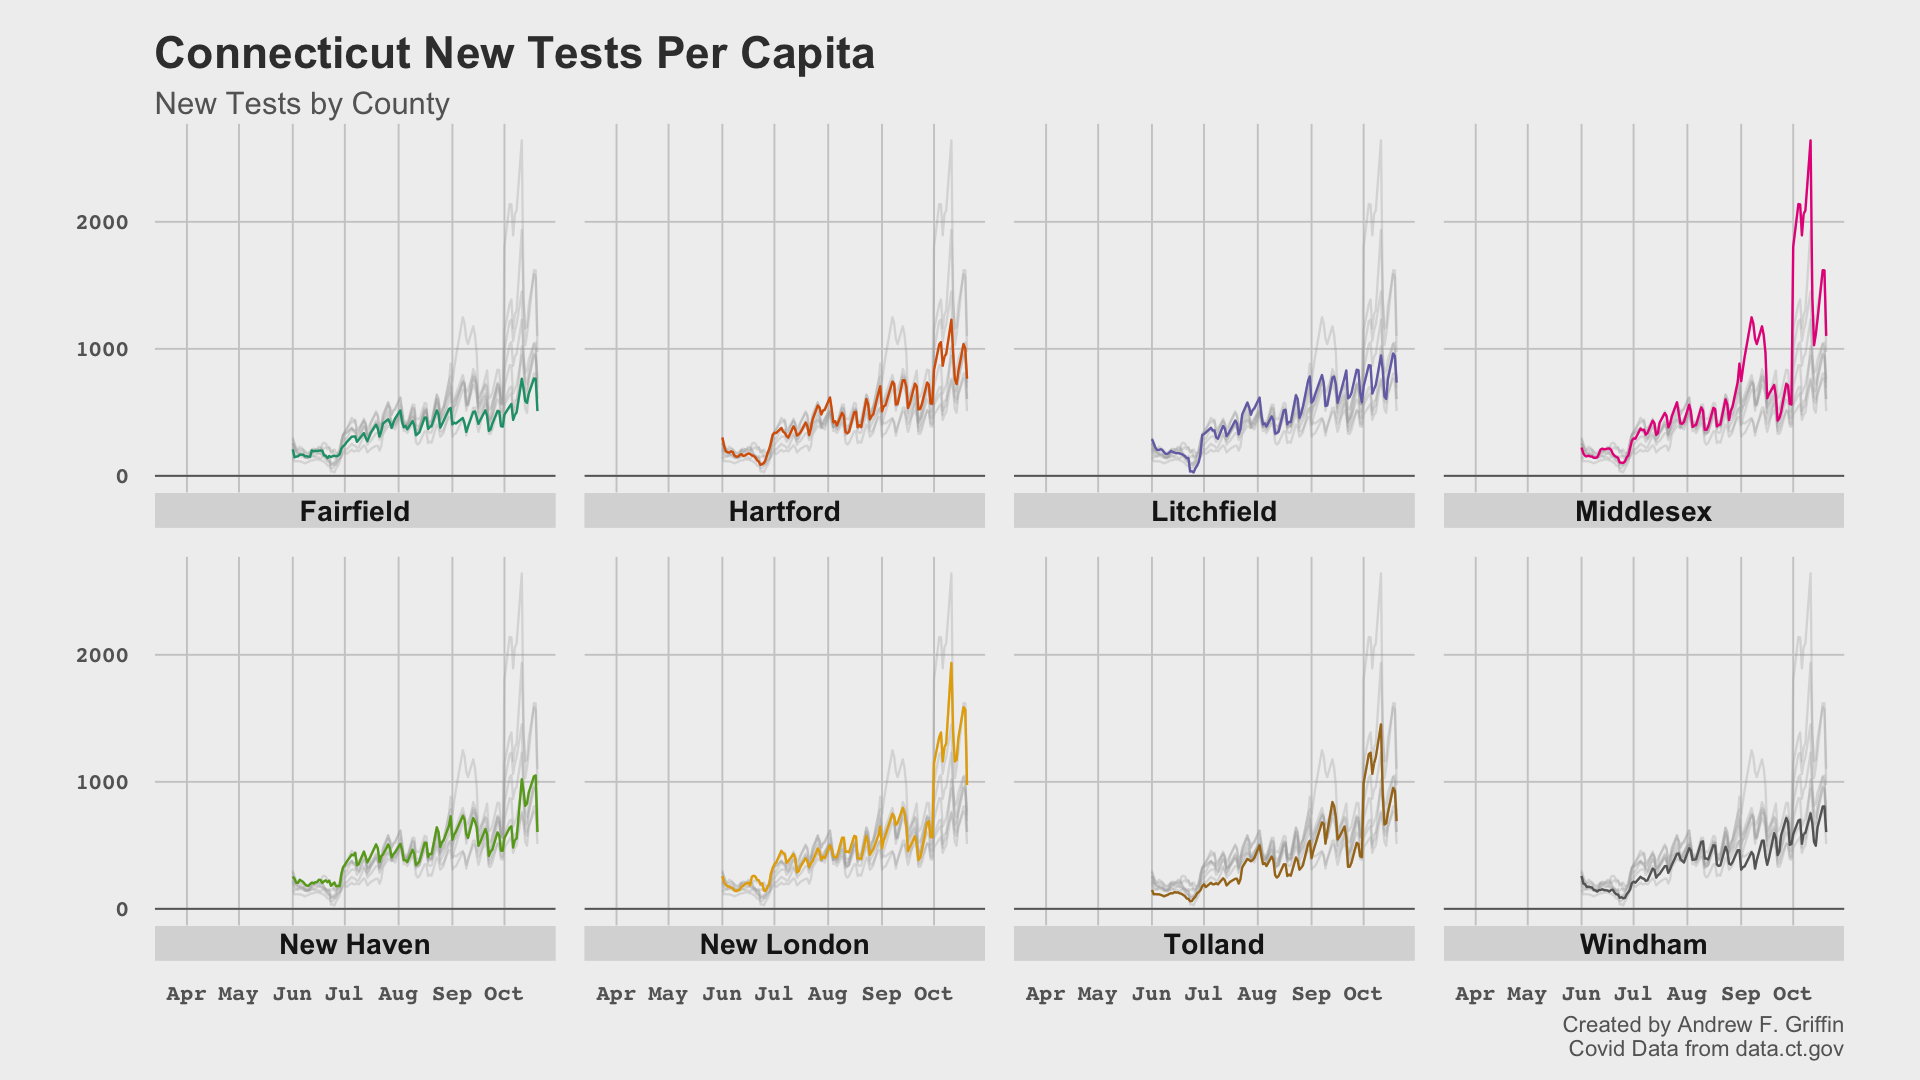 Connecticut New Tests Per Capita
New Tests by County
2000
1000
0
Fairfield Hartford Litchfield Middlesex
2000
1000
0
New Haven New London Tolland Windham
Apr May Jun Jul Aug Sep Oct Apr May Jun Jul Aug Sep Oct Apr May Jun Jul Aug Sep Oct Apr May Jun Jul Aug Sep Oct
Created by Andrew F. Griffin
Covid Data from data.ct.gov